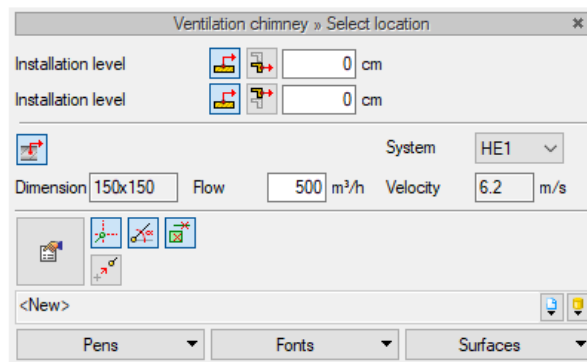 Ventilation chimney » Select location
Installation level 0 cm
Installation level 0 cm
System HE1
Dimension 150x150 Flow 500 m³/h Velocity 6.2 m/s
<New>
Pens Fonts Surfaces